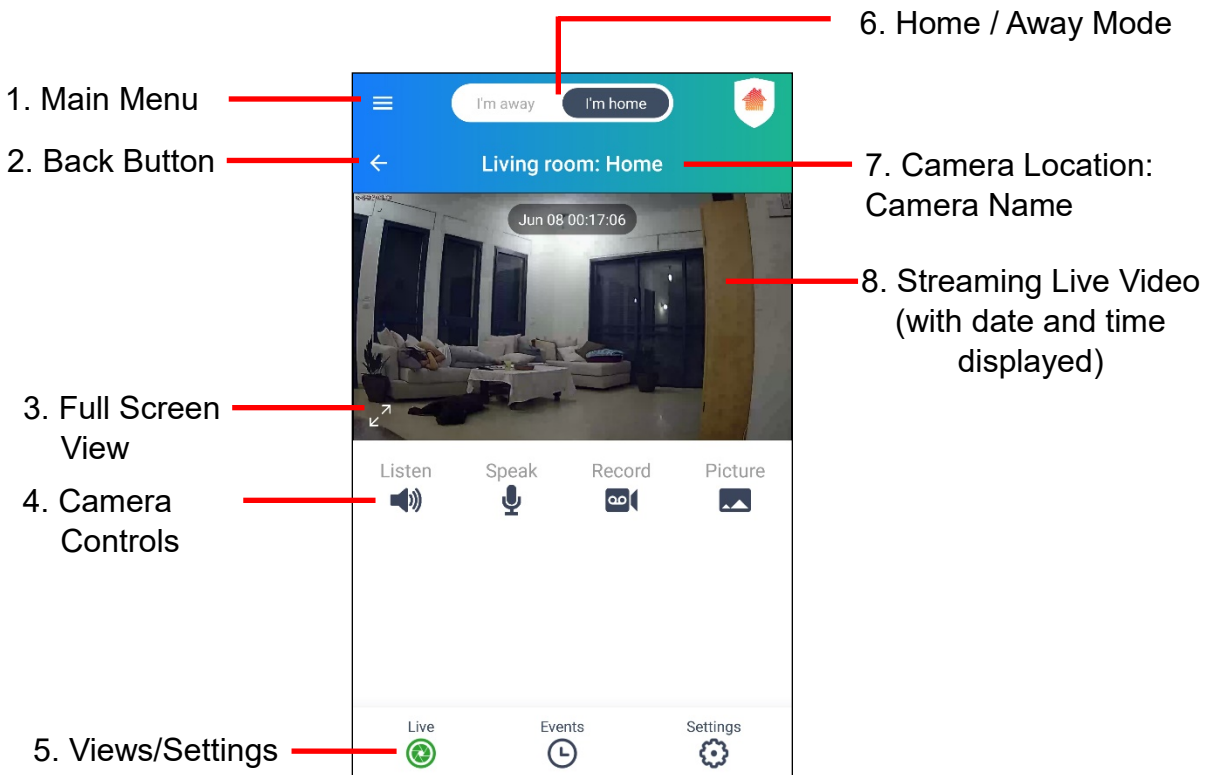 6. Home / Away Mode
1. Main Menu
I'm away
I'm home
2. Back Button
Living room: Home
7. Camera Location:
Camera Name
Jun 08 00:17:06
8. Streaming Live Video
(with date and time
displayed)
3. Full Screen
View
Listen
Speak
Record
Picture
4. Camera
Controls
Live
Events
Settings
5. Views/Settings